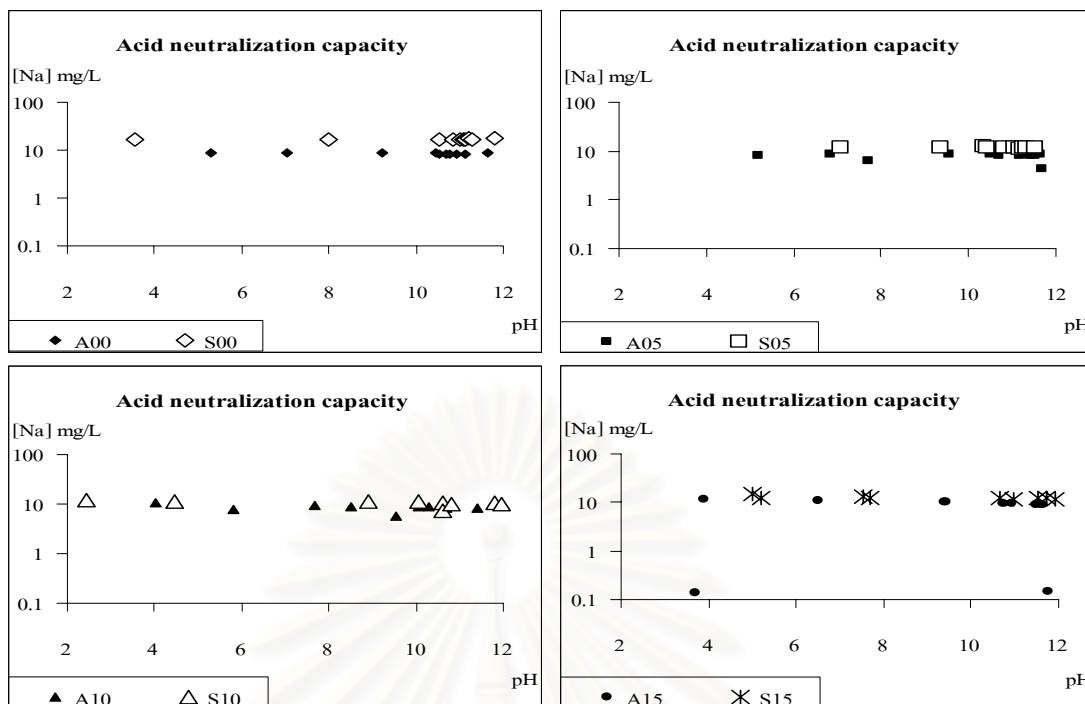 Acid neutralization capacity
[Na] mg/L
100
10
1
0.1
2 4 6 8 10 12
pH
A00 S00
Acid neutralization capacity
[Na] mg/L
100
10
1
0.1
2 4 6 8 10 12
pH
A05 S05
Acid neutralization capacity
[Na] mg/L
100
10
1
0.1
2 4 6 8 10 12
pH
A10 S10
Acid neutralization capacity
[Na] mg/L
100
10
1
0.1
2 4 6 8 10 12
pH
A15 S15